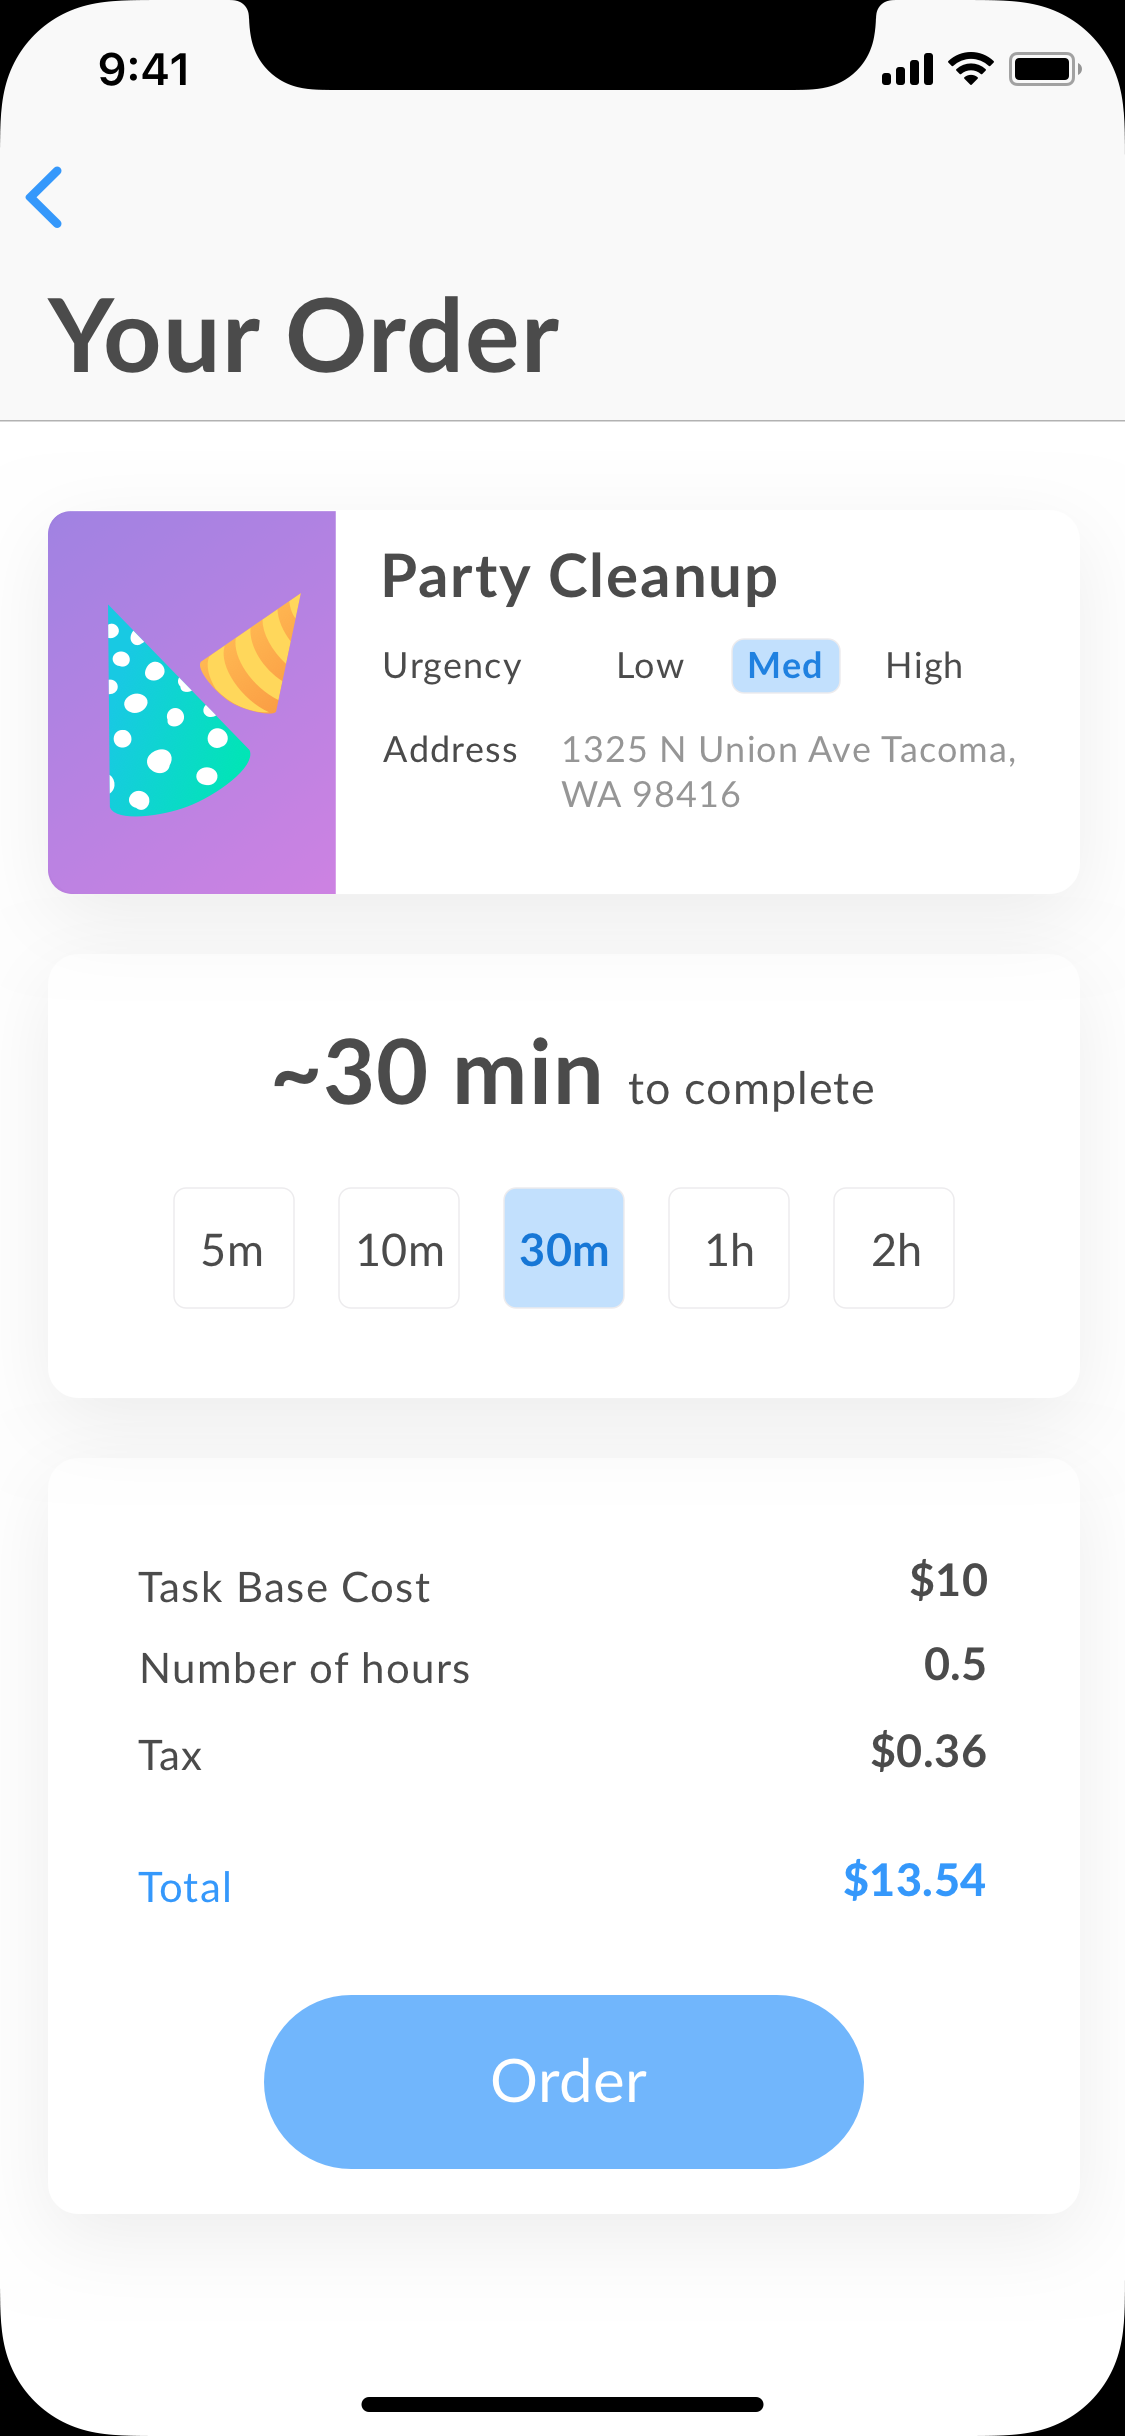 9:41
Your Order
Party Cleanup
Urgency Low Med High
Address 1325 N Union Ave Tacoma,
WA 98416
~30 min to complete
5m 10m 30m 1h 2h
Task Base Cost $10
Number of hours 0.5
Tax $0.36
Total $13.54
Order